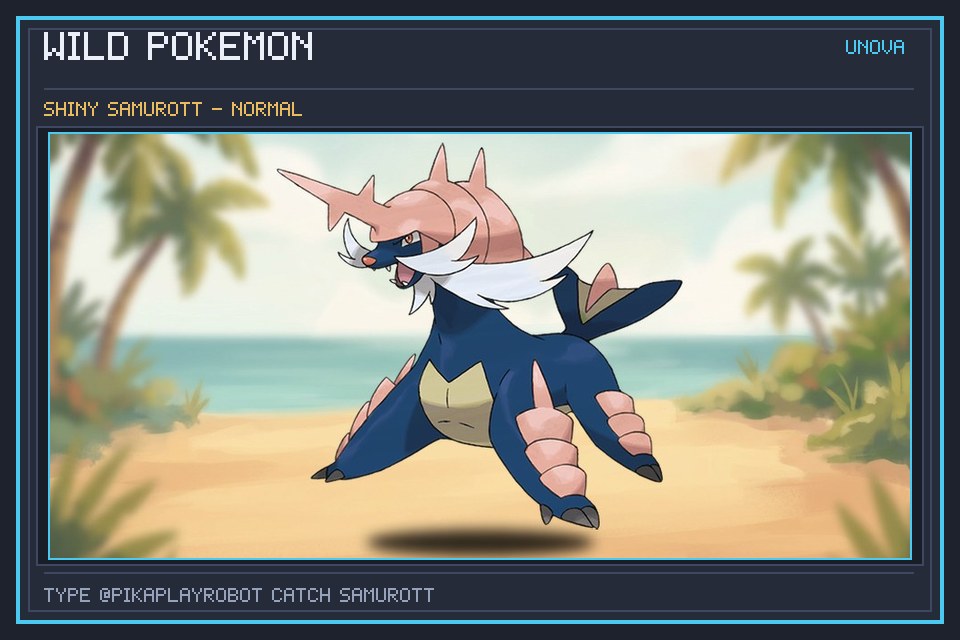 WILD POKEMON
UNOVA
SHINY SAMUROTT - NORMAL
TYPE @PIKAPLAYROBOT CATCH SAMUROTT